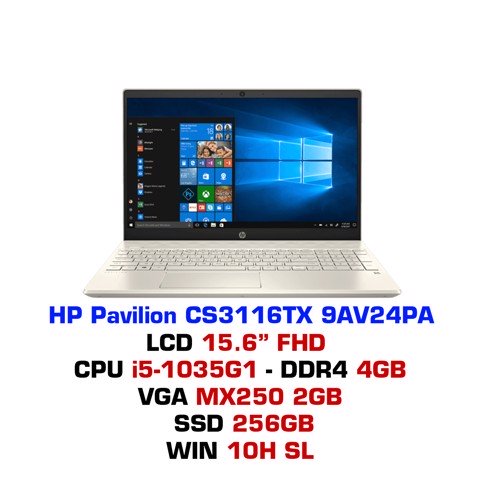 HP Pavilion CS3116TX 9AV24PA
LCD 15.6” FHD
CPU i5-1035G1 - DDR4 4GB
VGA MX250 2GB
SSD 256GB
WIN 10H SL